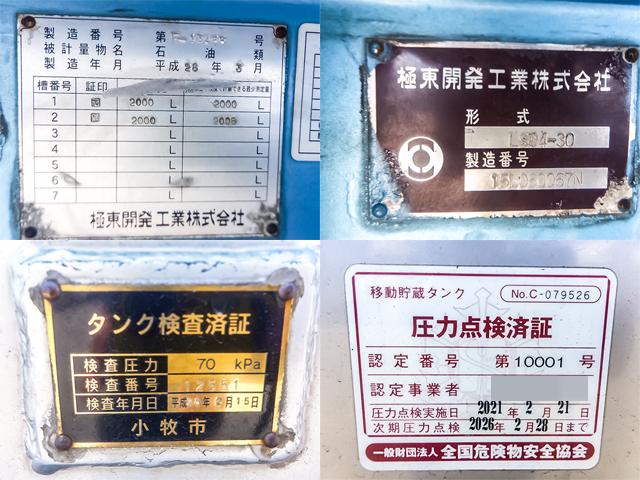 製造番号 第 号
被計量物名 石油類
製造年月 平成28年3月
槽番号 証印
1 2000 L 2000 L
2 2000 L 2000 L
3 L L
4 L L
5 L L
6 L L
7 L L
極東開発工業株式会社
極東開発工業株式会社
形式
製造番号
タンク検査済証
検査圧力 70 kPa
検査番号
検査年月日 平成 年2月15日
小牧市
移動貯蔵タンク No.C-079526
圧力点検済証
認定番号 第10001号
認定事業者
圧力点検実施日 2021年2月21日
次期圧力点検 2026年2月28日まで
一般財団法人 全国危険物安全協会